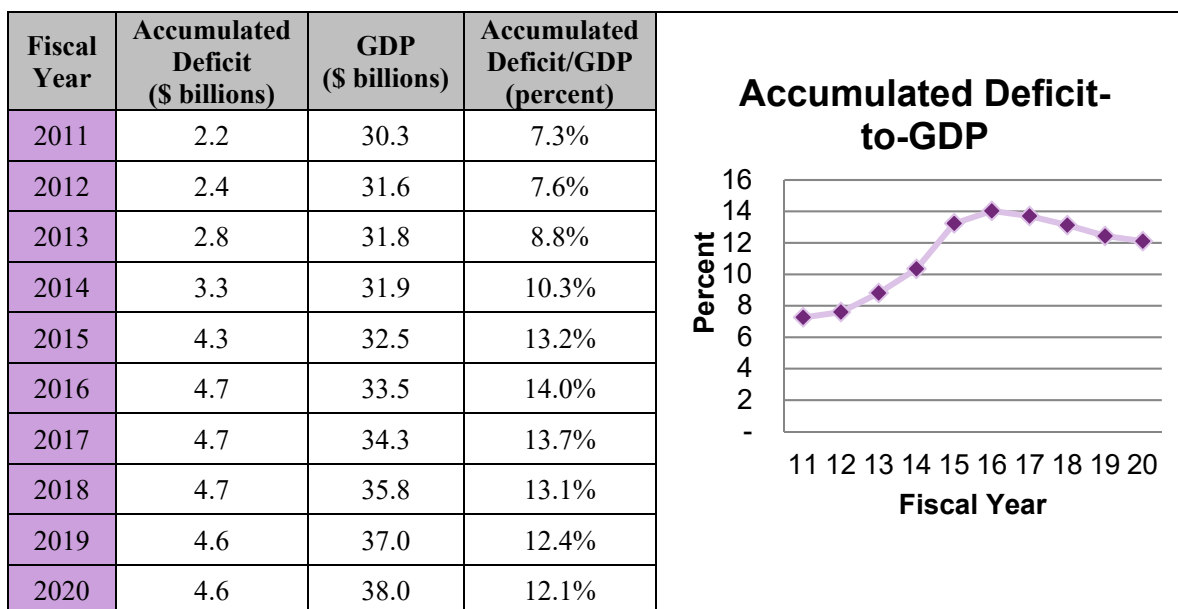 Fiscal Year
Accumulated Deficit ($ billions)
GDP ($ billions)
Accumulated Deficit/GDP (percent)
2011 2.2 30.3 7.3%
2012 2.4 31.6 7.6%
2013 2.8 31.8 8.8%
2014 3.3 31.9 10.3%
2015 4.3 32.5 13.2%
2016 4.7 33.5 14.0%
2017 4.7 34.3 13.7%
2018 4.7 35.8 13.1%
2019 4.6 37.0 12.4%
2020 4.6 38.0 12.1%
Accumulated Deficit-
to-GDP
Percent
16
14
12
10
8
6
4
2
-
11 12 13 14 15 16 17 18 19 20
Fiscal Year